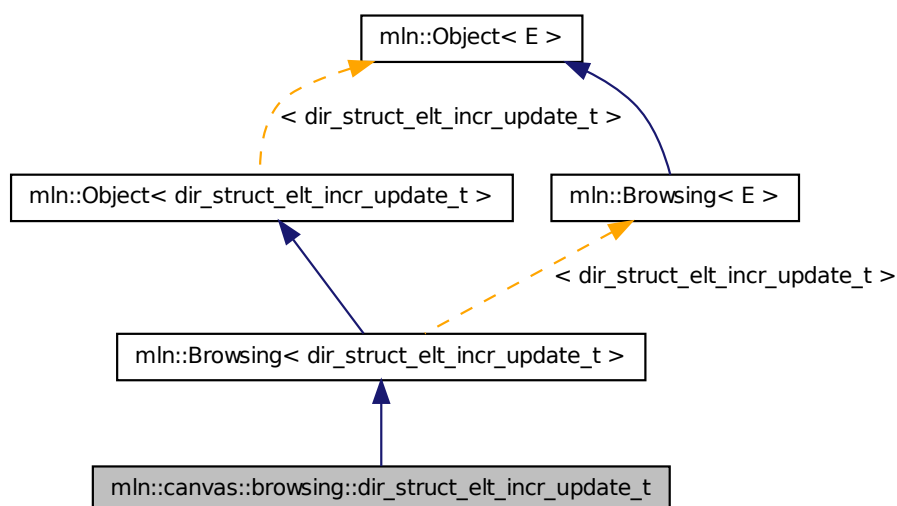 mln::Object< E >
< dir_struct_elt_incr_update_t >
mln::Object< dir_struct_elt_incr_update_t >
mln::Browsing< E >
< dir_struct_elt_incr_update_t >
mln::Browsing< dir_struct_elt_incr_update_t >
mln::canvas::browsing::dir_struct_elt_incr_update_t